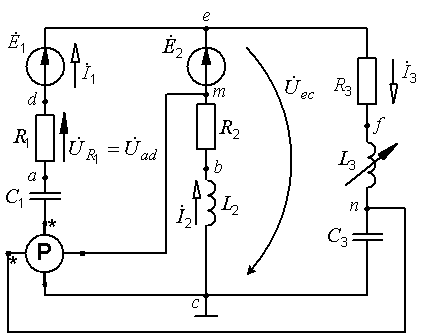 e
Ė₁
İ₁
Ė₂
U̇ec
R₃
İ₃
d
m
R₁
U̇R₁ = U̇ad
R₂
f
a
b
L₃
C₁
İ₂
L₂
n
*
P
*
C₃
c